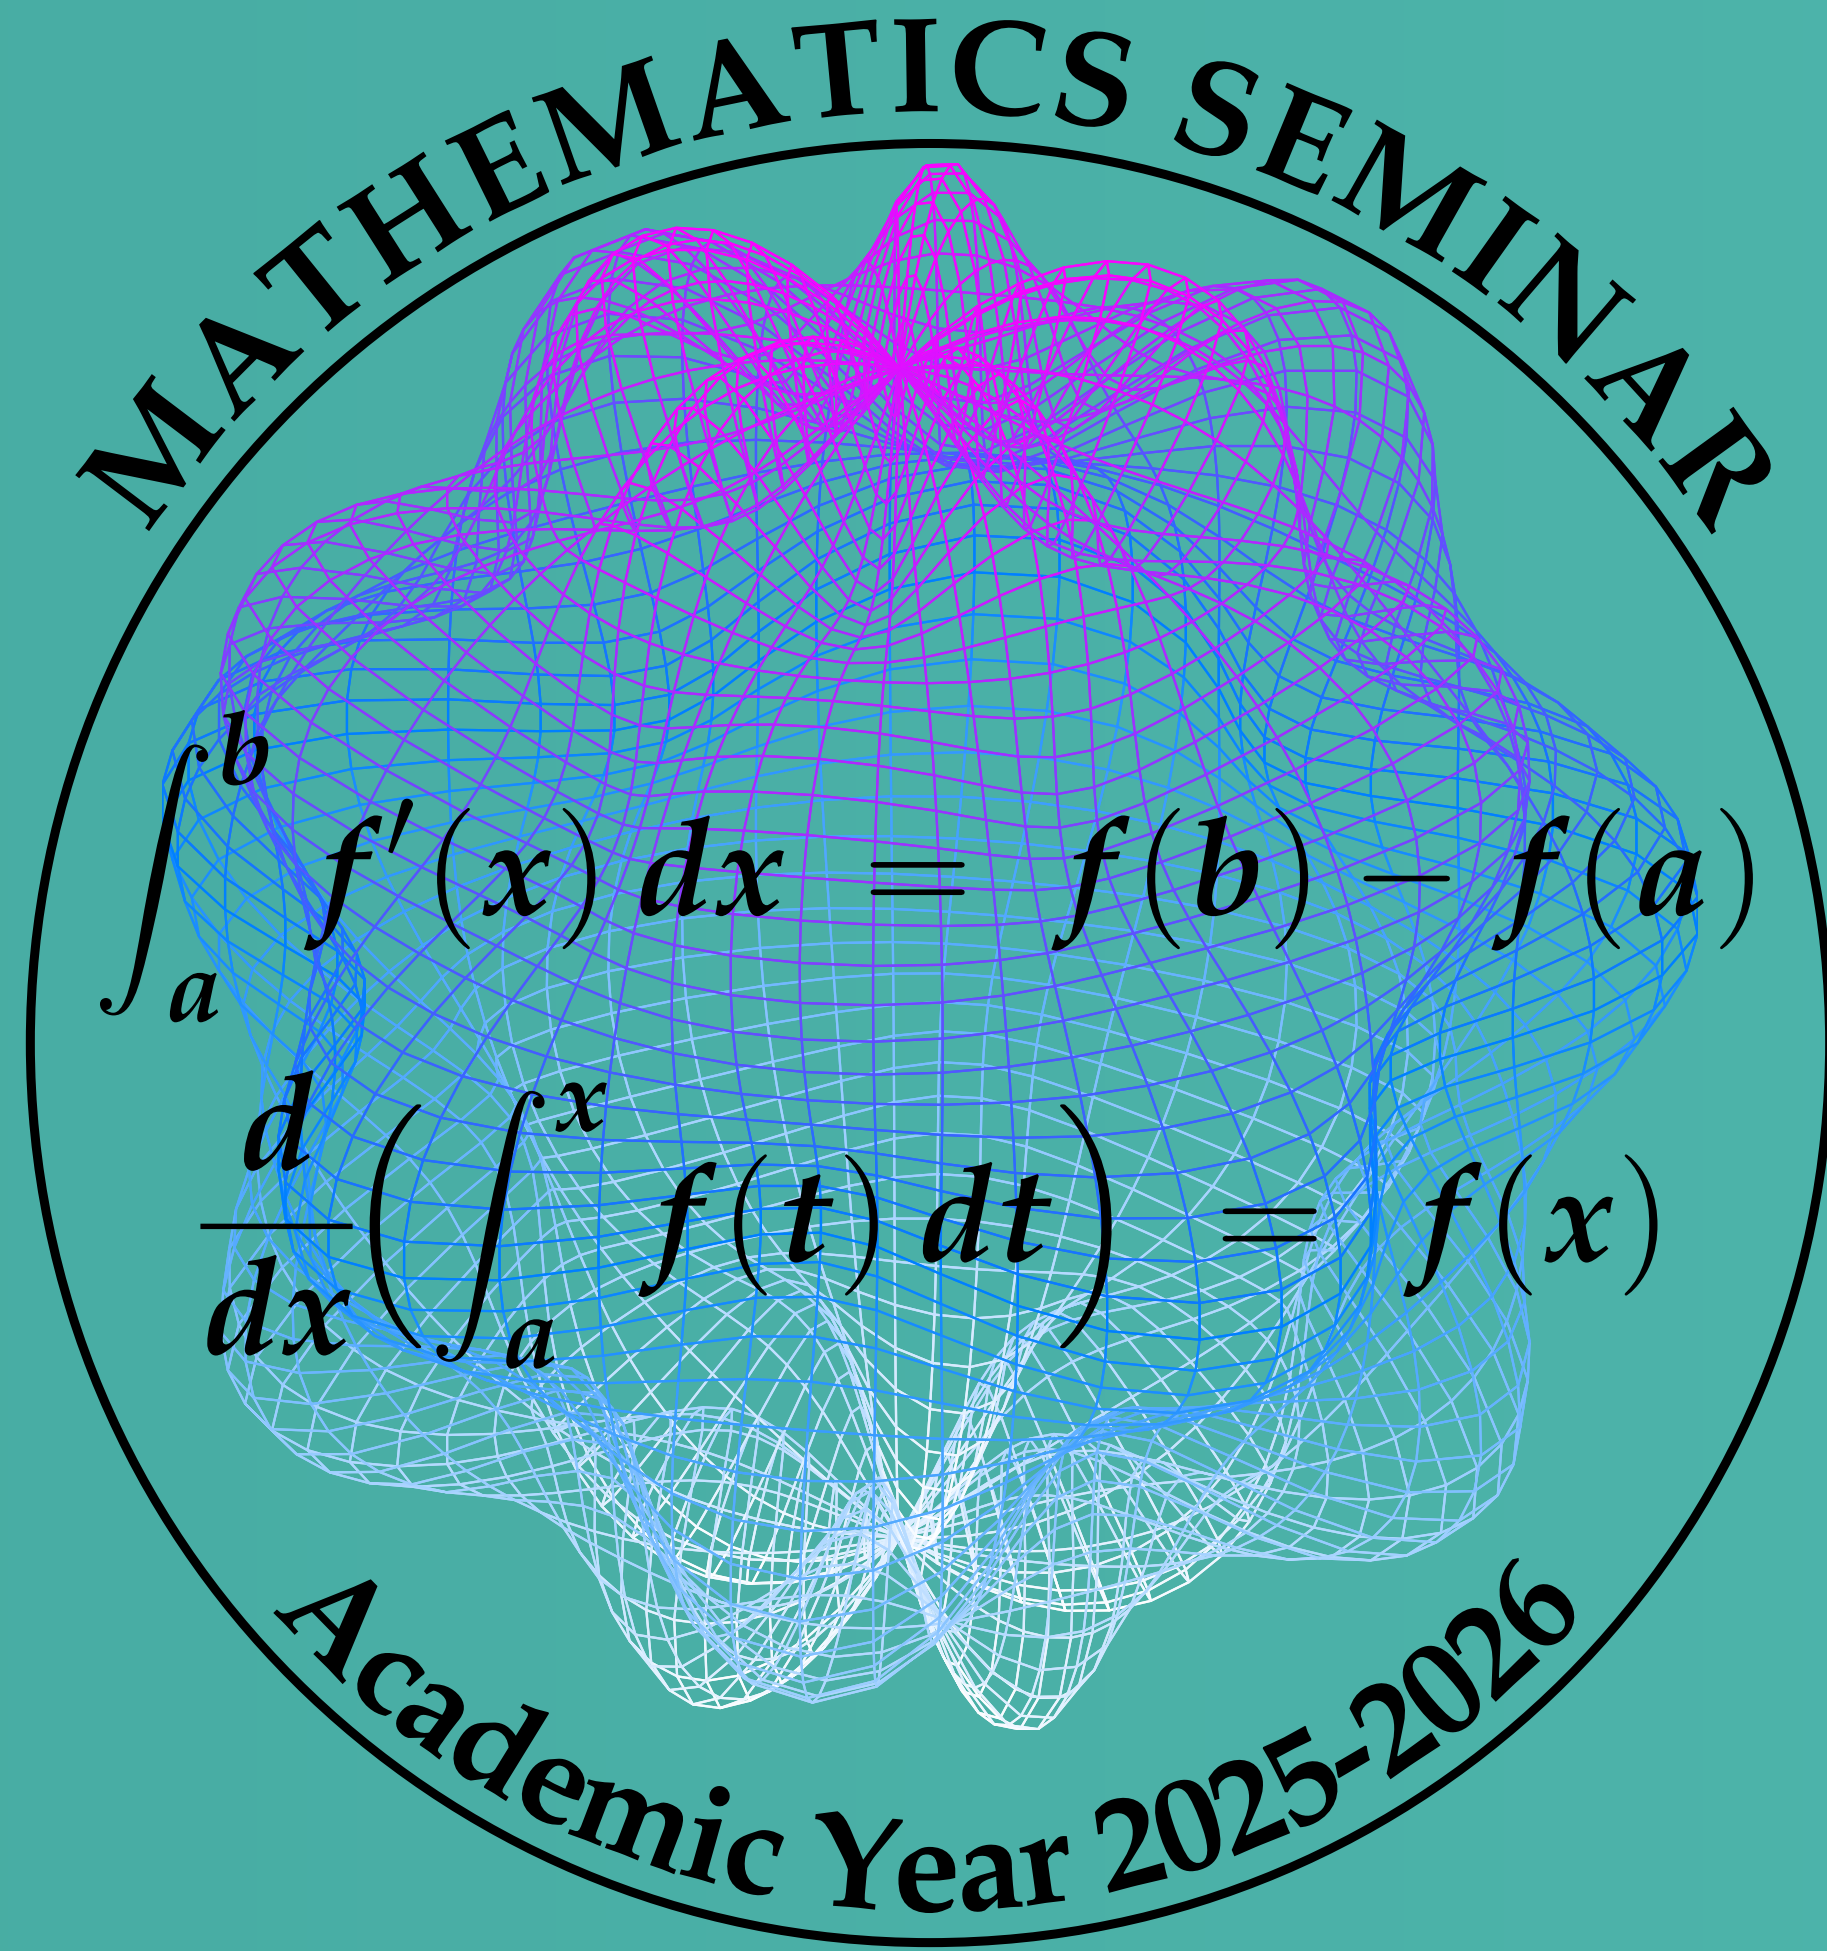 MATHEMATICS SEMINAR
∫_a^b f′(x) dx = f(b) − f(a)
d/dx (∫_a^x f(t) dt) = f(x)
Academic Year 2025-2026